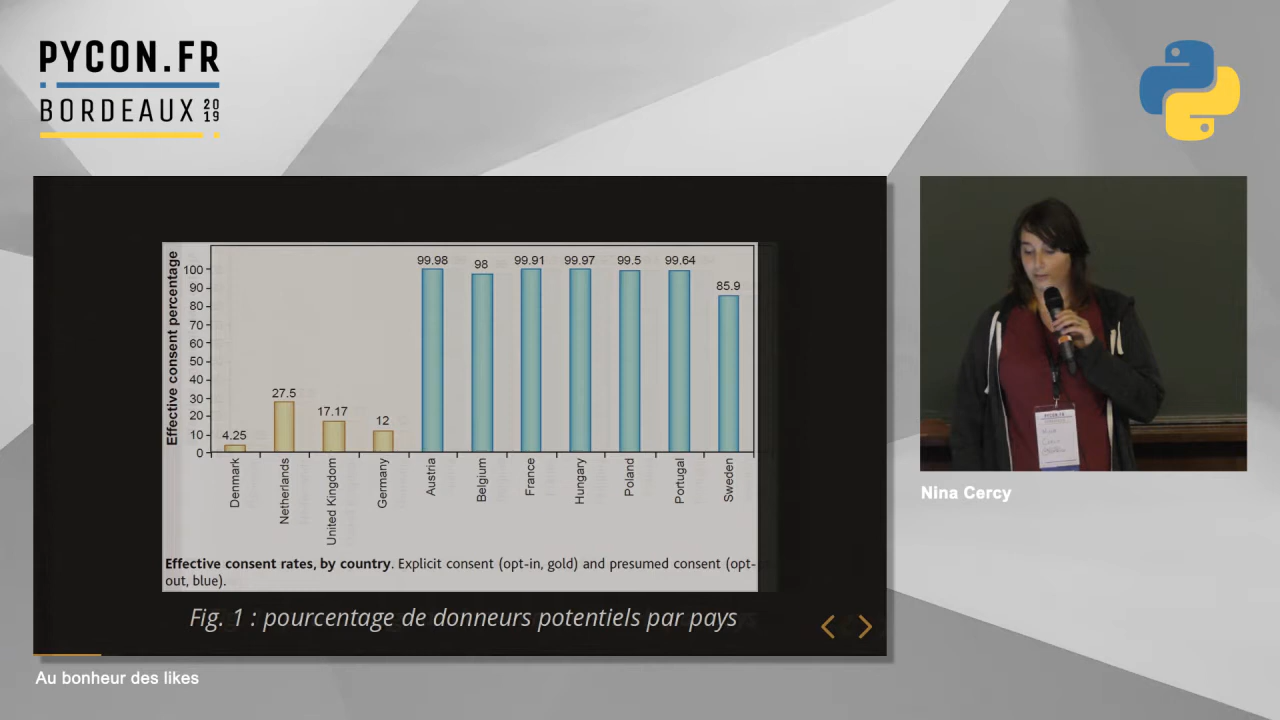 PYCON.FR
BORDEAUX 2019
Effective consent percentage
100
90
80
70
60
50
40
30
20
10
0
4.25
27.5
17.17
12
99.98
98
99.91
99.97
99.5
99.64
85.9
Denmark
Netherlands
United Kingdom
Germany
Austria
Belgium
France
Hungary
Poland
Portugal
Sweden
Effective consent rates, by country. Explicit consent (opt-in, gold) and presumed consent (opt-
out, blue).
Fig. 1 : pourcentage de donneurs potentiels par pays
PYCON.FR
Nina Cercy
Au bonheur des likes